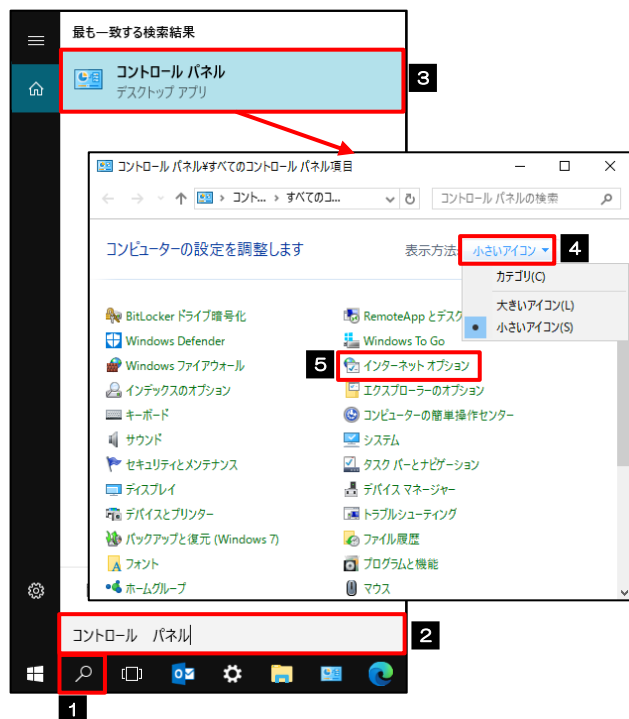 最も一致する検索結果
コントロール パネル
デスクトップ アプリ
3
コントロール パネル¥すべてのコントロール パネル項目
コント... › すべてのコ...
コントロール パネルの検索
コンピューターの設定を調整します
表示方法:
小さいアイコン
4
カテゴリ(C)
大きいアイコン(L)
小さいアイコン(S)
BitLocker ドライブ暗号化
RemoteApp とデスク
Windows Defender
Windows To Go
Windows ファイアウォール
5
インターネット オプション
インデックスのオプション
エクスプローラーのオプション
キーボード
コンピューターの簡単操作センター
サウンド
システム
セキュリティとメンテナンス
タスク バーとナビゲーション
ディスプレイ
デバイス マネージャー
デバイスとプリンター
トラブルシューティング
バックアップと復元 (Windows 7)
ファイル履歴
フォント
プログラムと機能
ホームグループ
マウス
コントロール　パネル
2
1